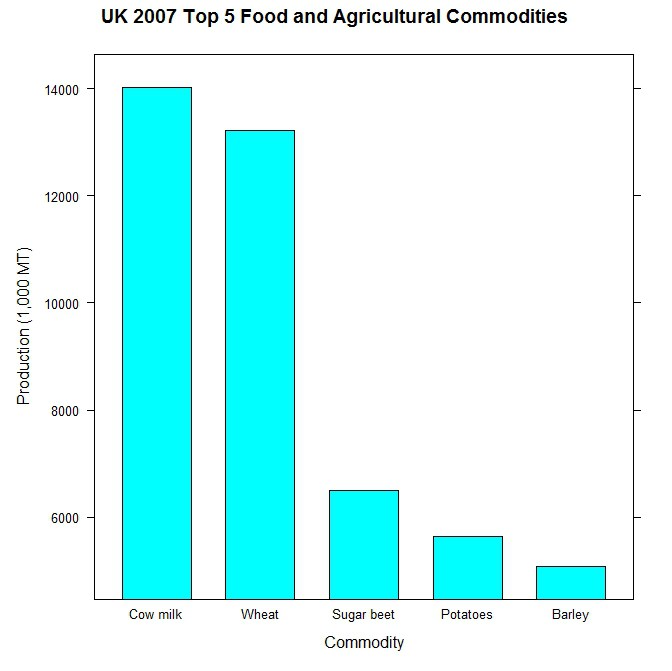 UK 2007 Top 5 Food and Agricultural Commodities
Production (1,000 MT)
14000
12000
10000
8000
6000
Cow milk Wheat Sugar beet Potatoes Barley
Commodity